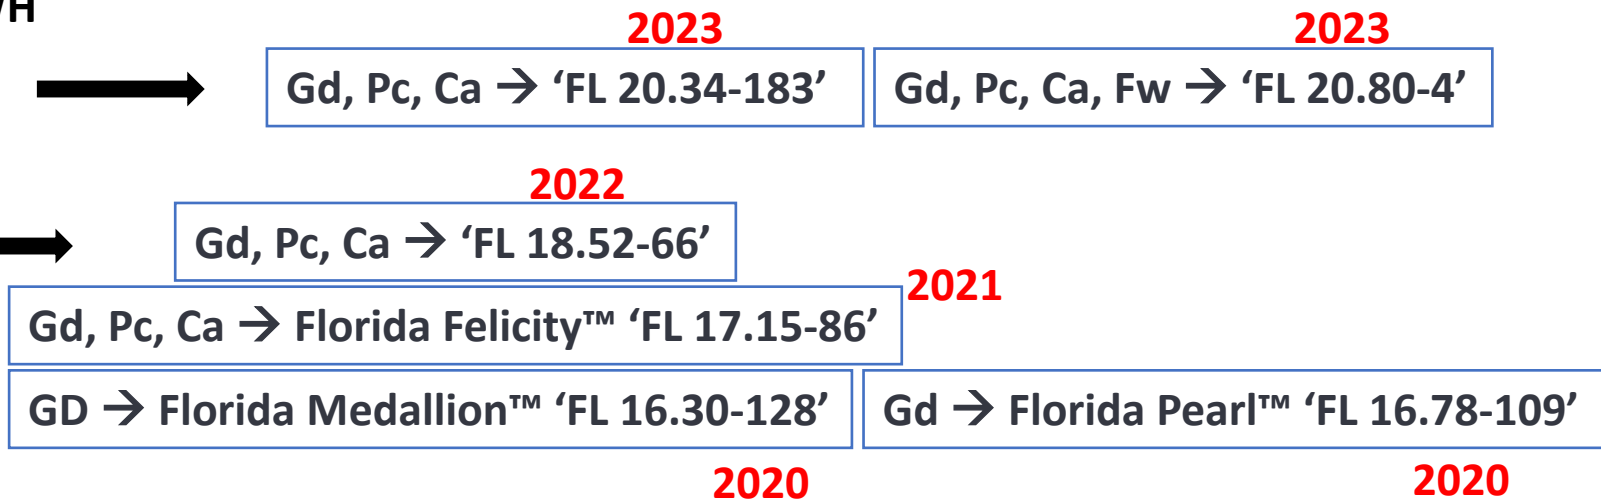 2023 2023
Gd, Pc, Ca → ‘FL 20.34-183’ Gd, Pc, Ca, Fw → ‘FL 20.80-4’
2022
Gd, Pc, Ca → ‘FL 18.52-66’
2021
Gd, Pc, Ca → Florida Felicity™ ‘FL 17.15-86’
GD → Florida Medallion™ ‘FL 16.30-128’ Gd → Florida Pearl™ ‘FL 16.78-109’
2020 2020